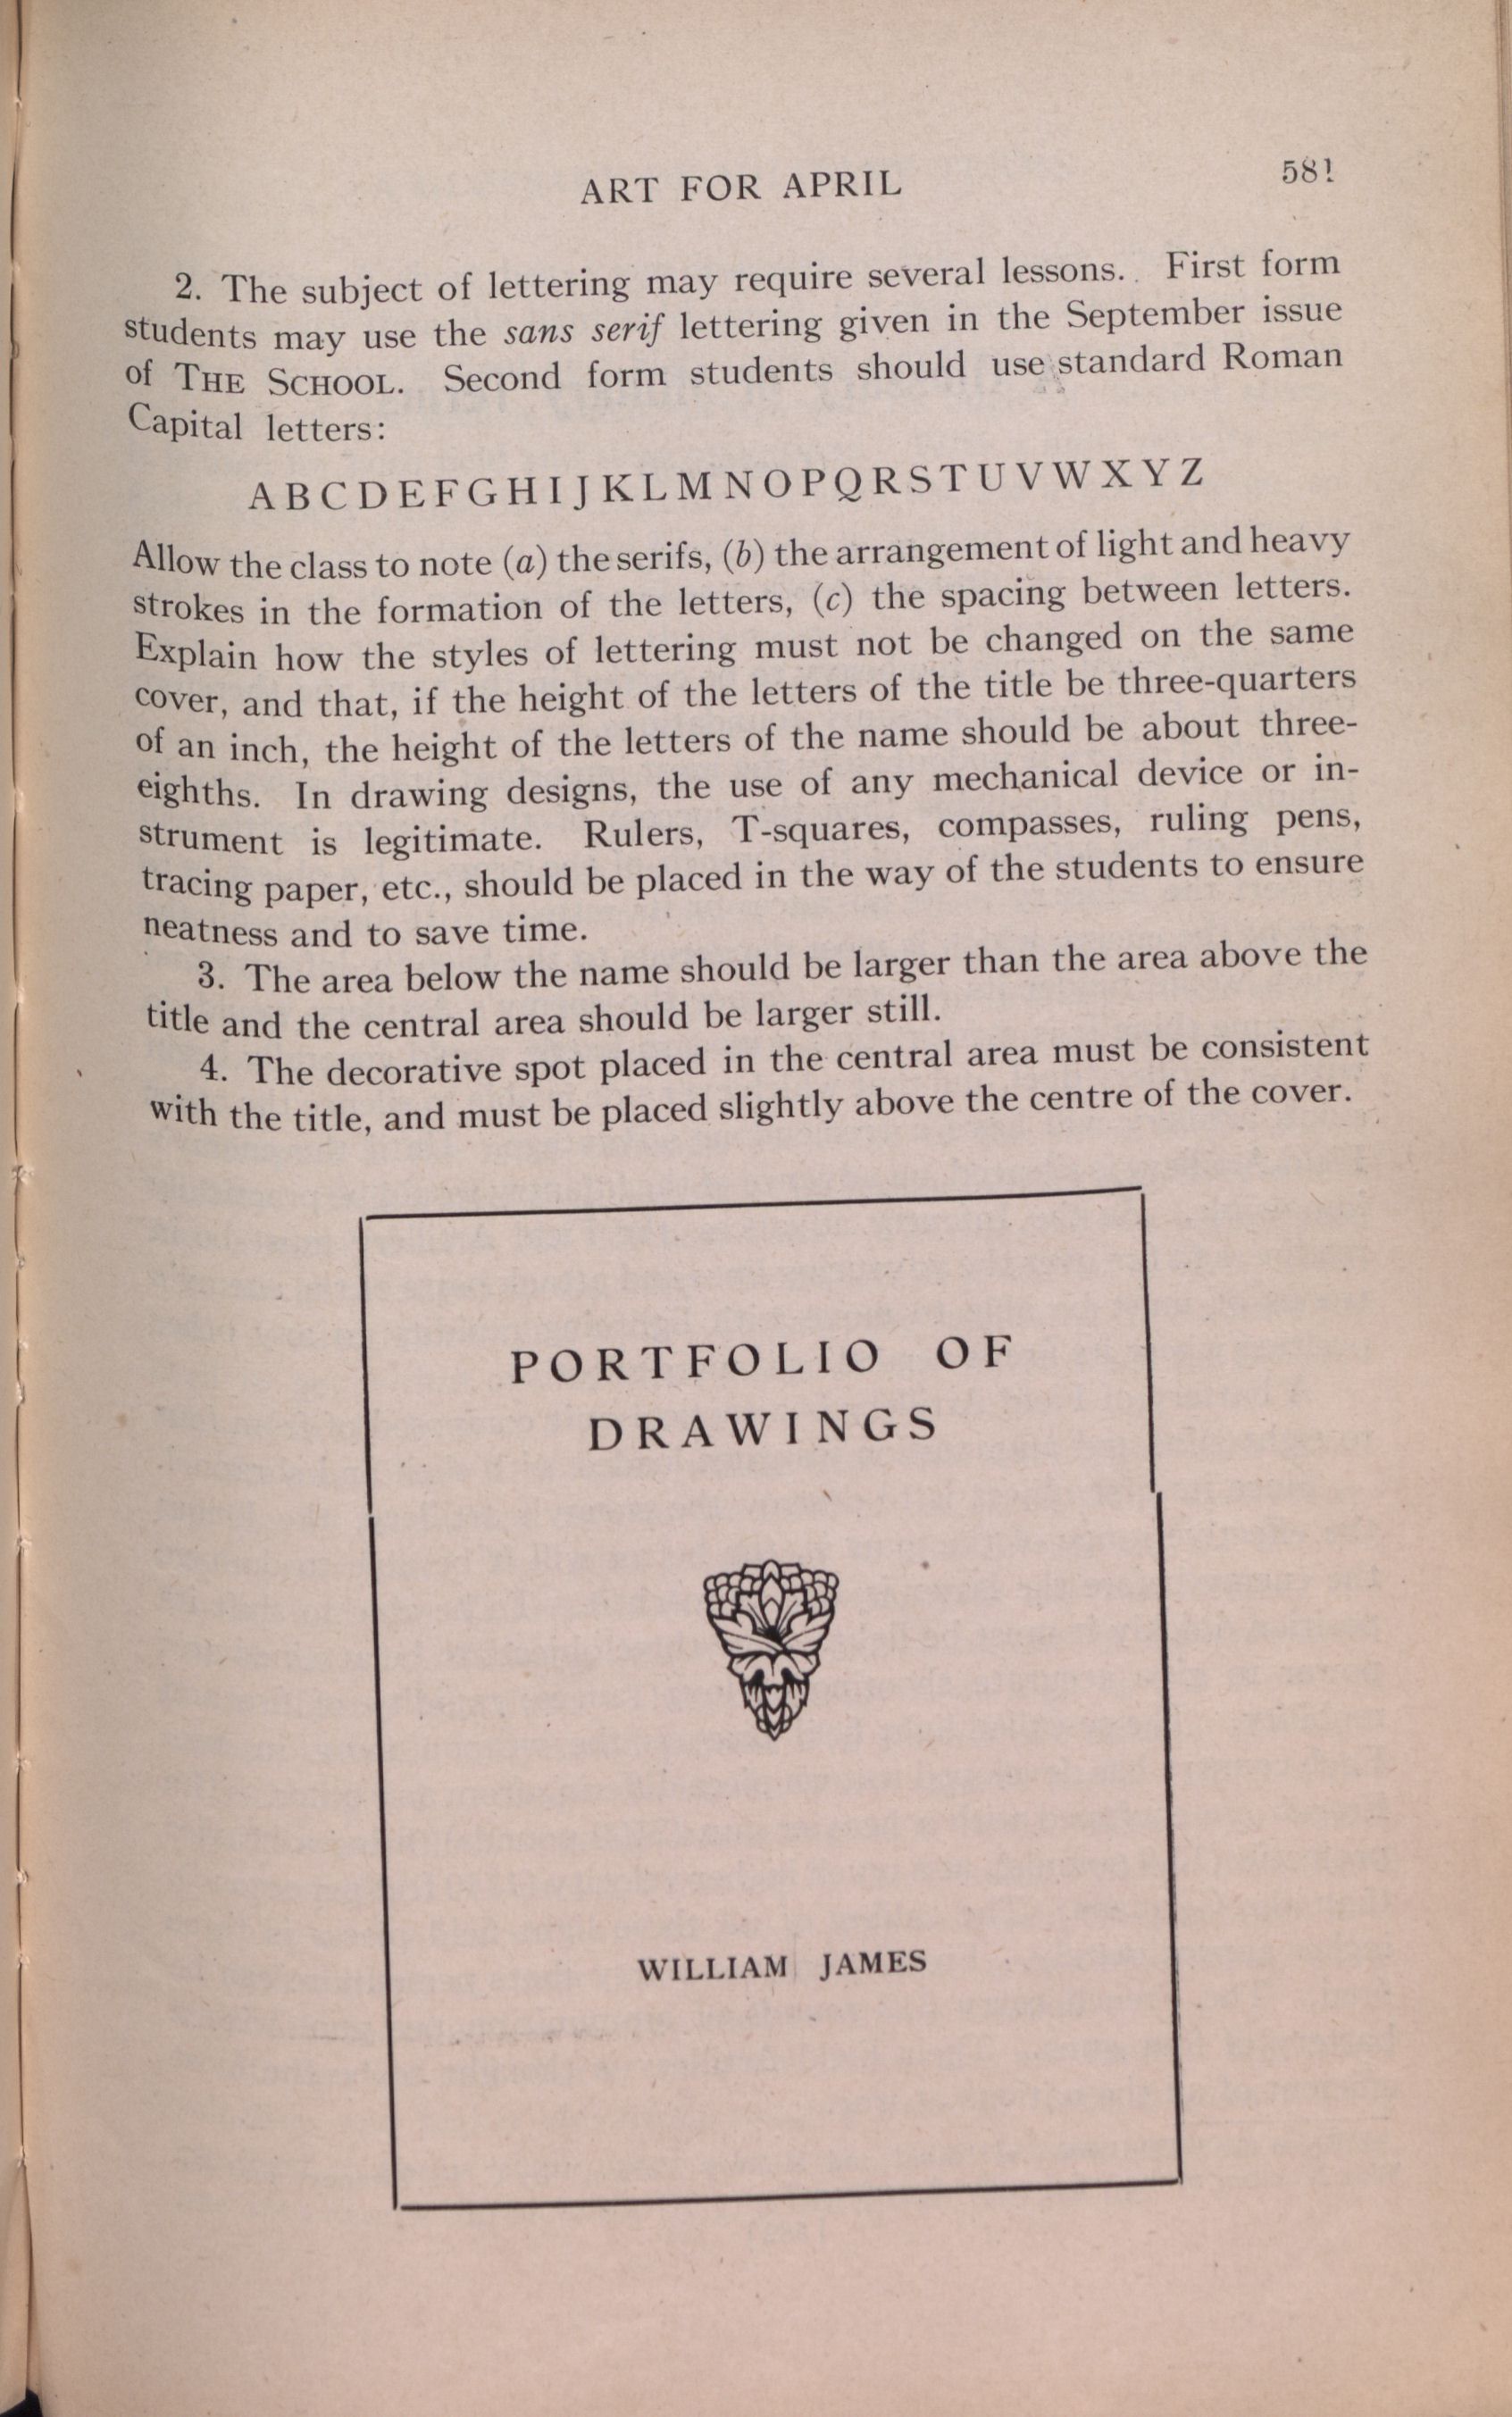 ART FOR APRIL 581
2. The subject of lettering may require several lessons. First form
students may use the sans serif lettering given in the September issue
of THE SCHOOL. Second form students should use standard Roman
Capital letters:
A B C D E F G H I J K L M N O P Q R S T U V W X Y Z
Allow the class to note (a) the serifs, (b) the arrangement of light and heavy
strokes in the formation of the letters, (c) the spacing between letters.
Explain how the styles of lettering must not be changed on the same
cover, and that, if the height of the letters of the title be three-quarters
of an inch, the height of the letters of the name should be about three-
eighths. In drawing designs, the use of any mechanical device or in-
strument is legitimate. Rulers, T-squares, compasses, ruling pens,
tracing paper, etc., should be placed in the way of the students to ensure
neatness and to save time.
3. The area below the name should be larger than the area above the
title and the central area should be larger still.
4. The decorative spot placed in the central area must be consistent
with the title, and must be placed slightly above the centre of the cover.
PORTFOLIO OF
DRAWINGS
WILLIAM JAMES